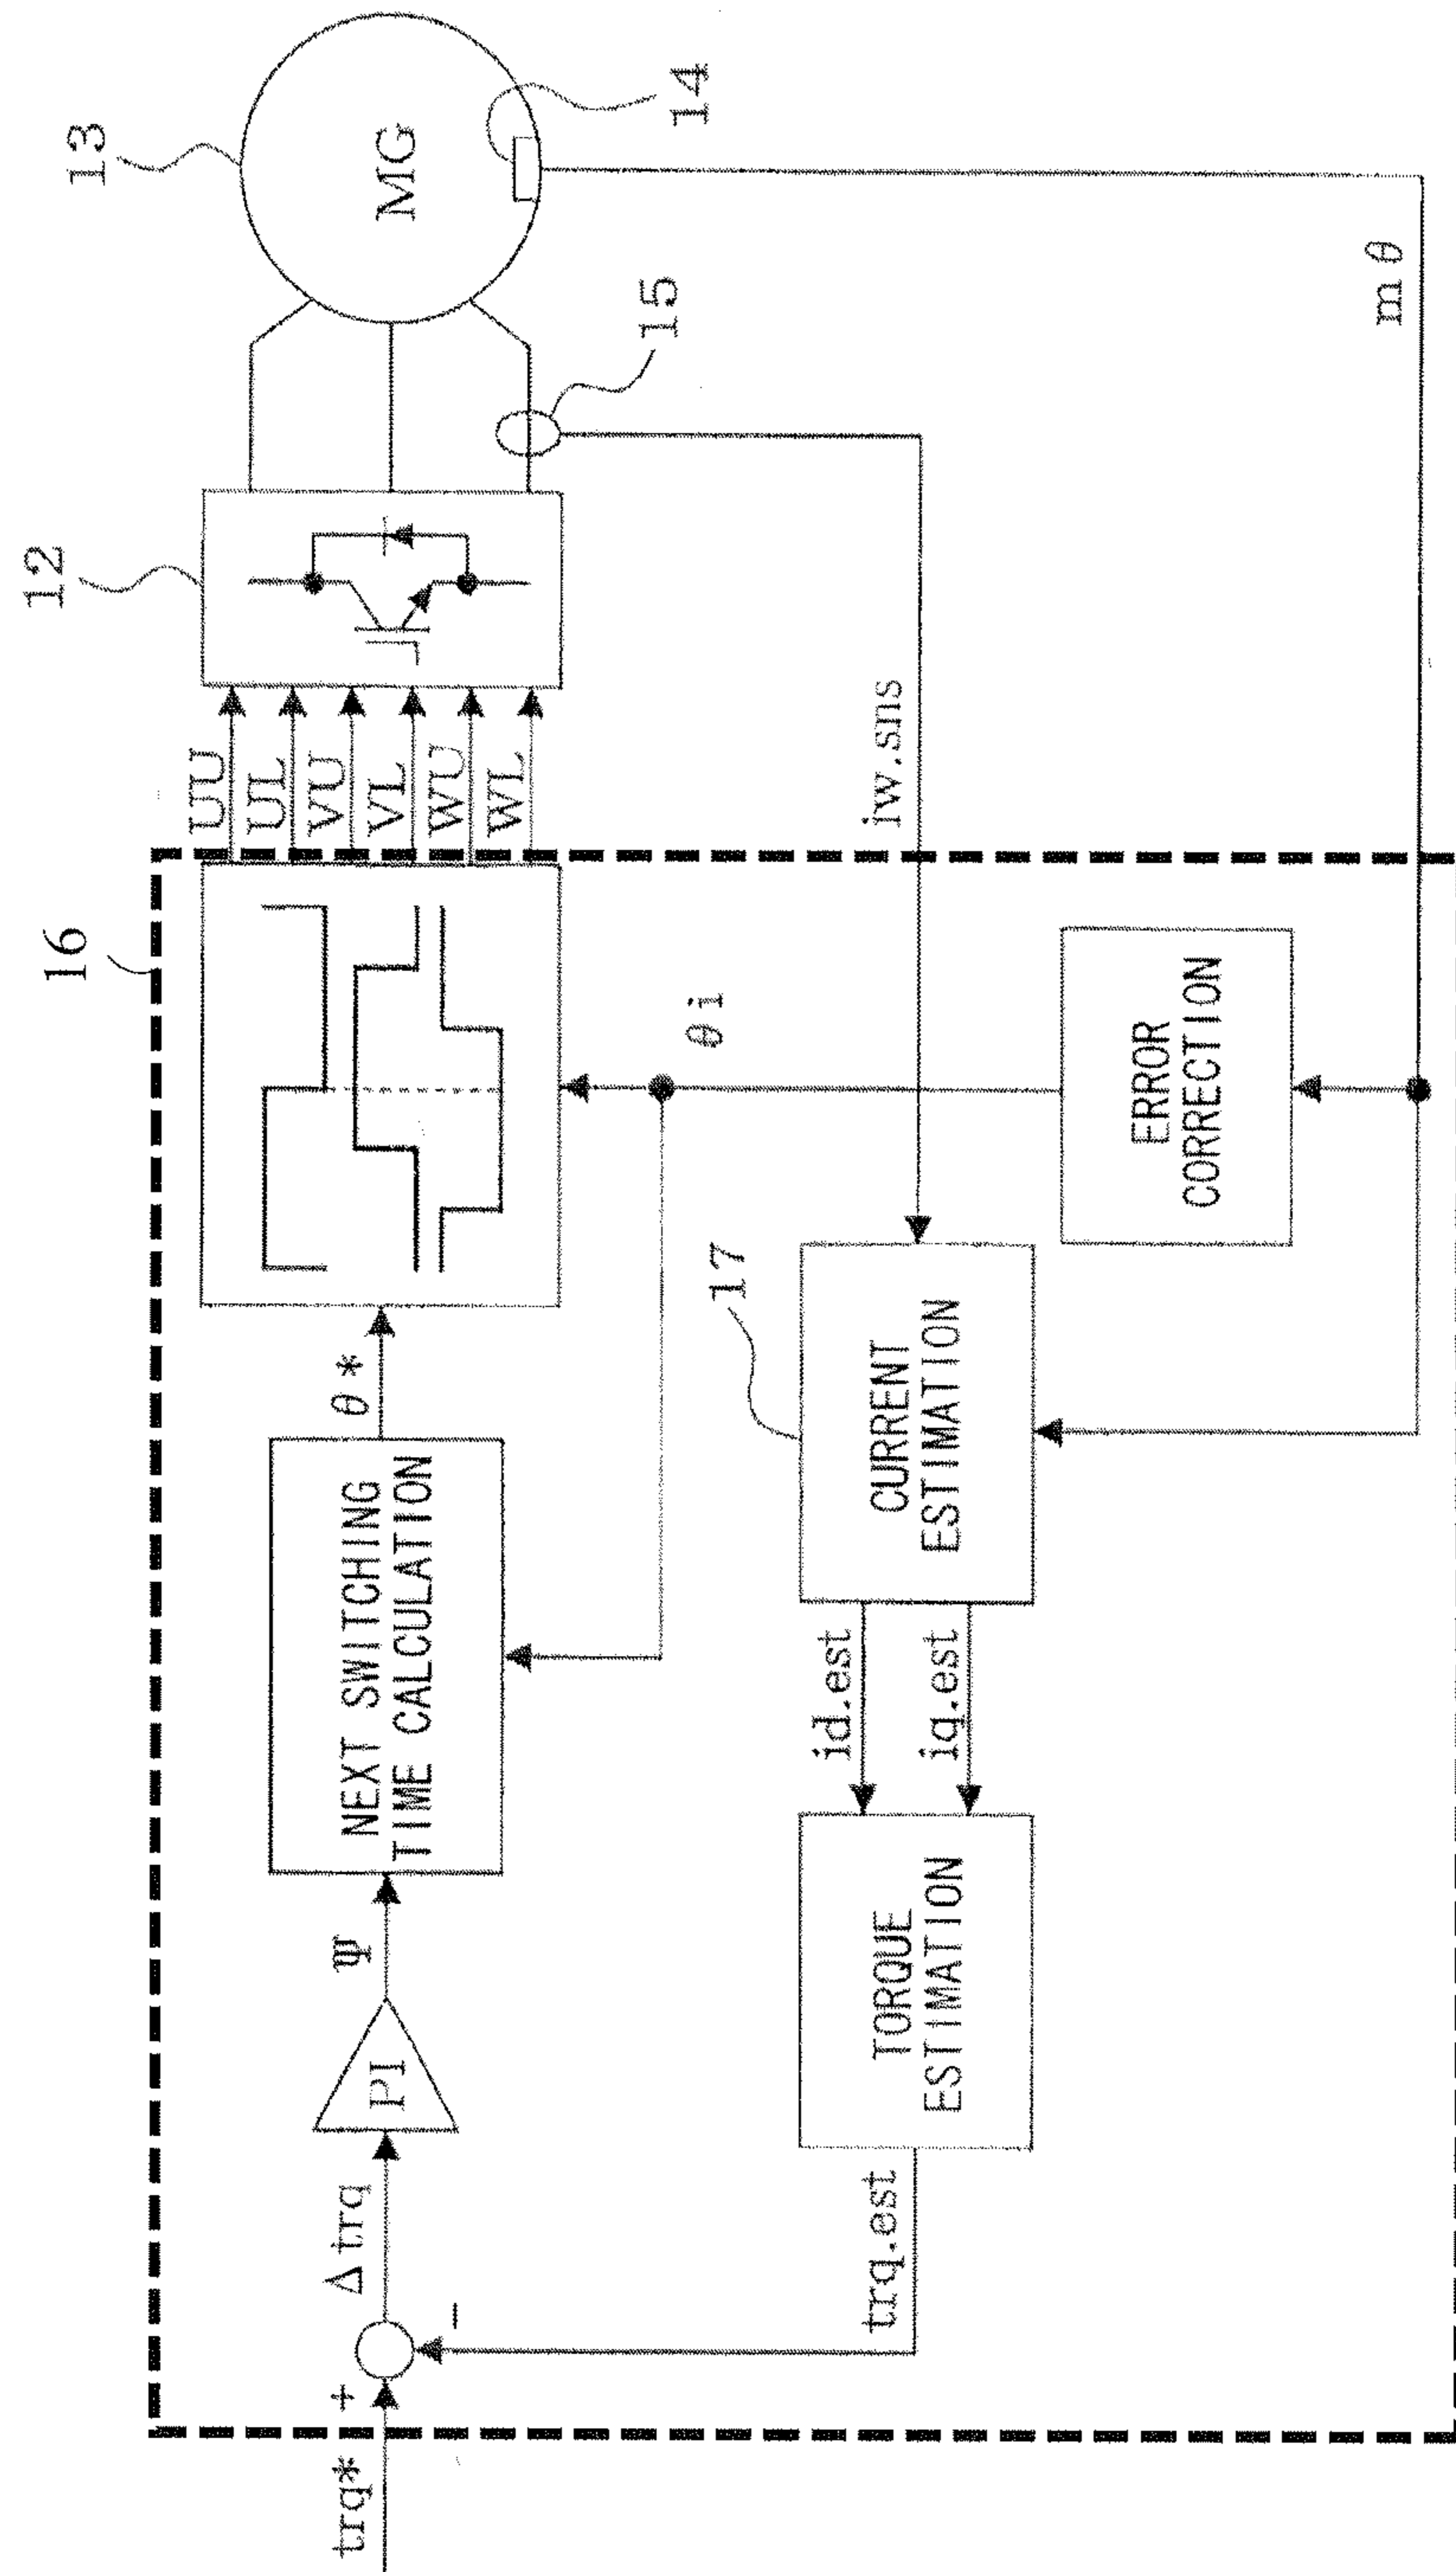 trq*
+
−
Δtrq
PI
Ψ
NEXT SWITCHING
TIME CALCULATION
θ*
16
UU
UL
VU
VL
WU
WL
12
13
MG
14
15
trq.est
TORQUE
ESTIMATION
id.est
iq.est
17
CURRENT
ESTIMATION
θi
iw.sns
ERROR
CORRECTION
mθ